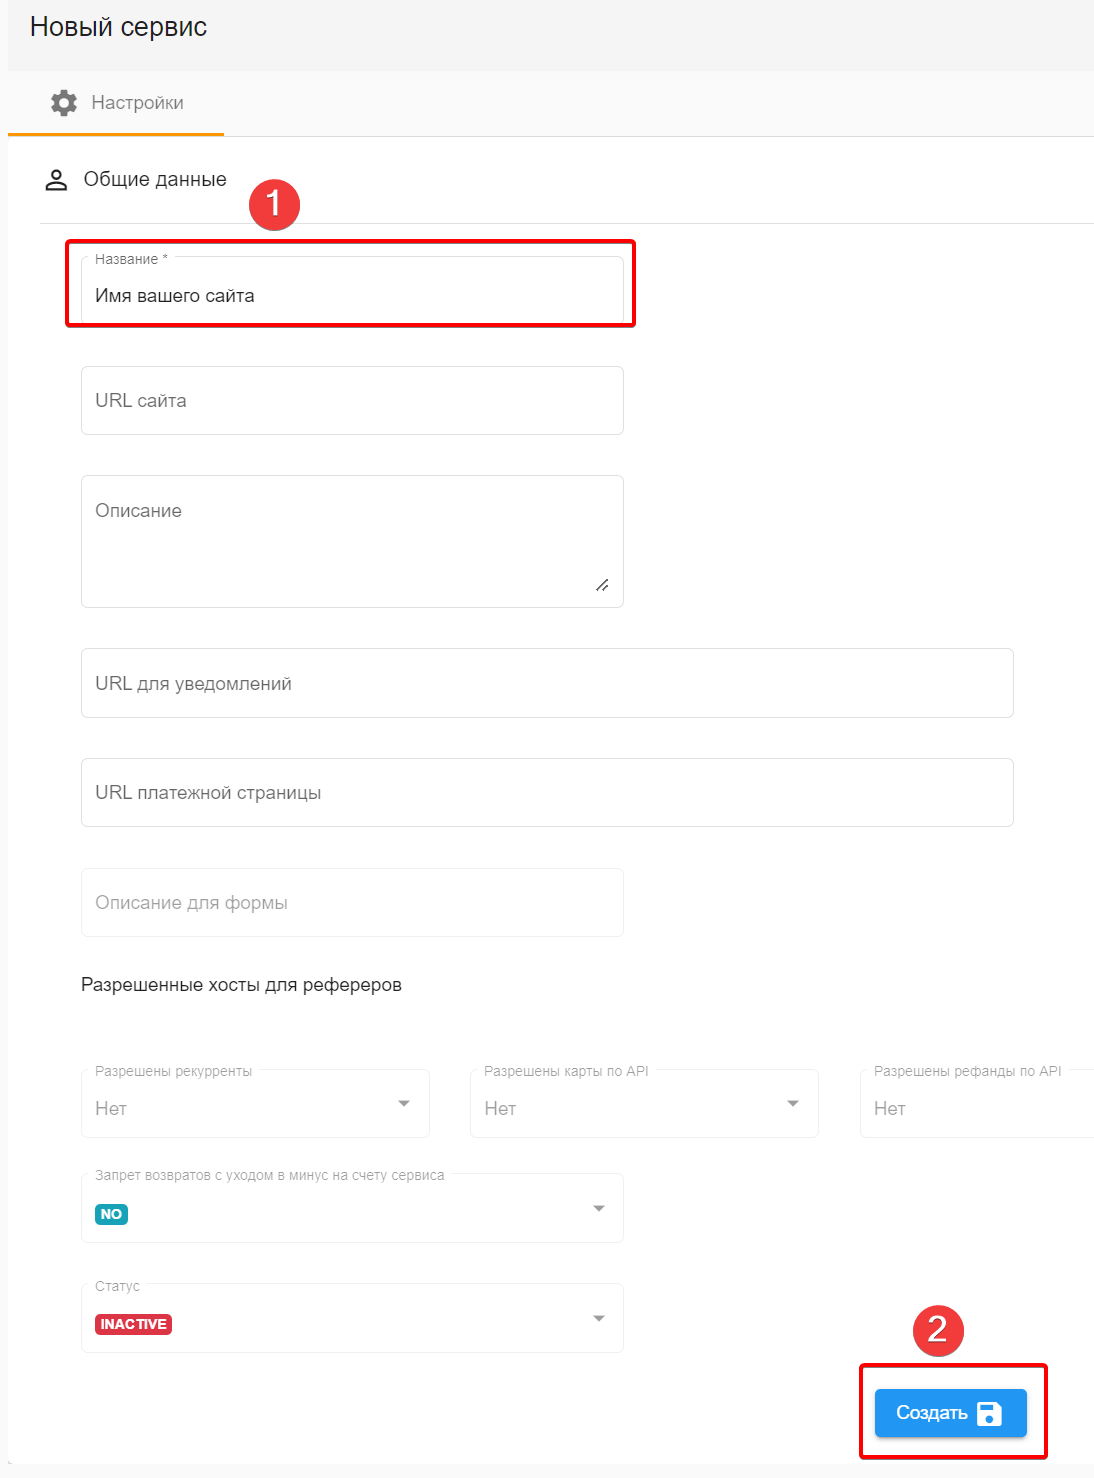 Новый сервис
Настройки
Общие данные
1
Название *
Имя вашего сайта
URL сайта
Описание
URL для уведомлений
URL платежной страницы
Описание для формы
Разрешенные хосты для рефереров
Разрешены рекурренты Разрешены карты по API Разрешены рефанды по API
Нет Нет Нет
Запрет возвратов с уходом в минус на счету сервиса
NO
Статус
INACTIVE
2
Создать